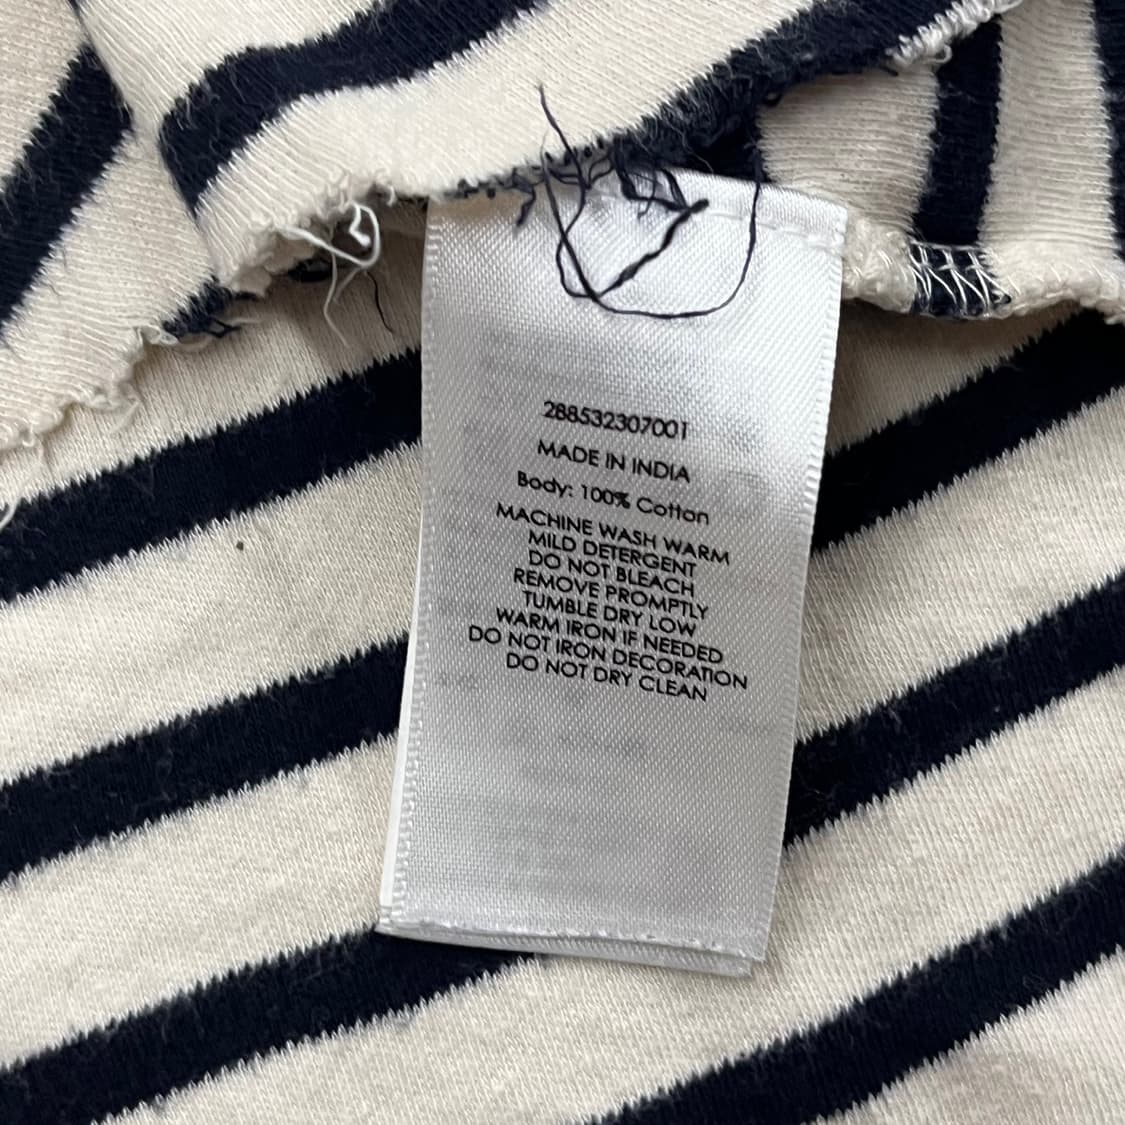 288532307001
MADE IN INDIA
Body: 100% Cotton
MACHINE WASH WARM
MILD DETERGENT
DO NOT BLEACH
REMOVE PROMPTLY
TUMBLE DRY LOW
WARM IRON IF NEEDED
DO NOT IRON DECORATION
DO NOT DRY CLEAN